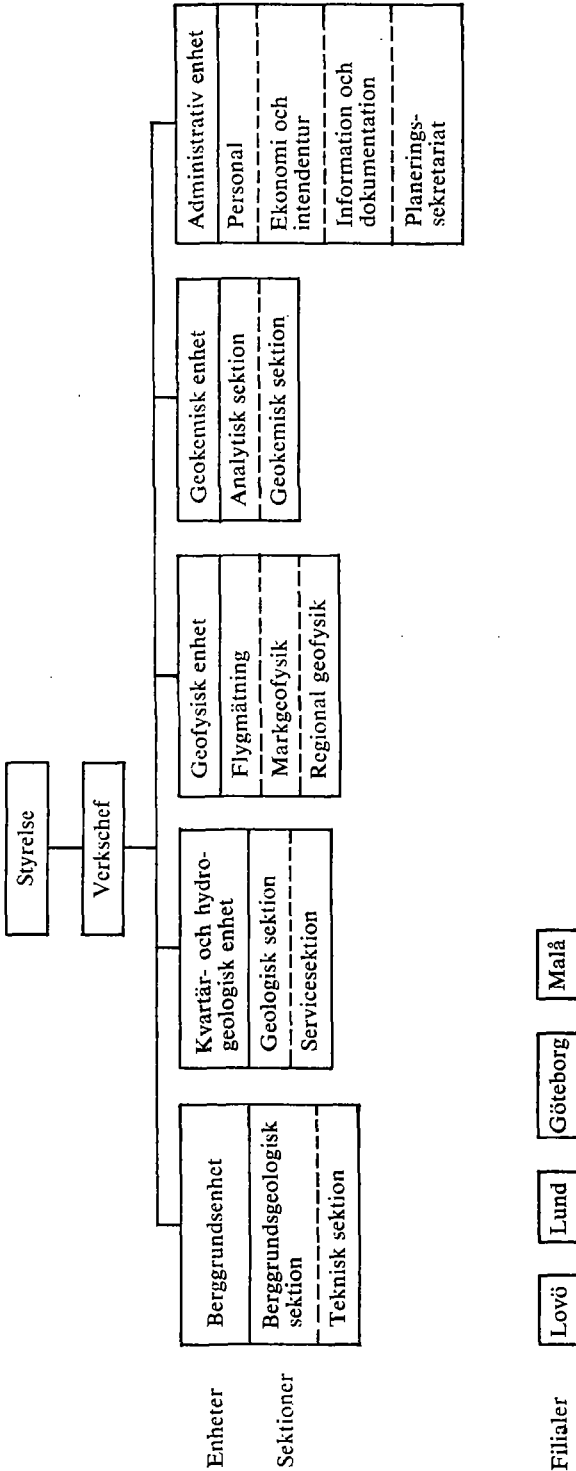 Styrelse
Verkschef
Enheter
Sektioner
Berggrundsenhet
Berggrundsgeologisk
sektion
Teknisk sektion
Kvartär- och hydro-
geologisk enhet
Geologisk sektion
Servicesektion
Geofysisk enhet
Flygmätning
Markgeofysik
Regional geofysik
Geokemisk enhet
Analytisk sektion
Geokemisk sektion
Administrativ enhet
Personal
Ekonomi och
intendentur
Information och
dokumentation
Planerings-
sekretariat
Filialer
Lovö
Lund
Göteborg
Malå